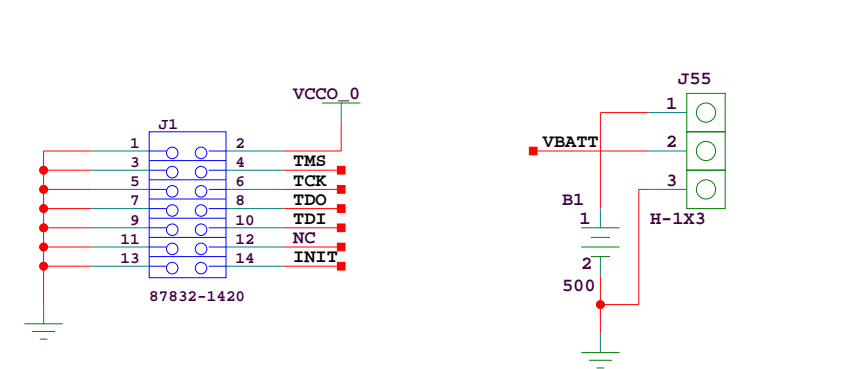 J55
VCCO_0
1
J1
1 2
VBATT 2
3 4 TMS
5 6 TCK
3
7 8 TDO
B1
9 10 TDI
1
H-1X3
11 12 NC
13 14 INIT
2
500
87832-1420